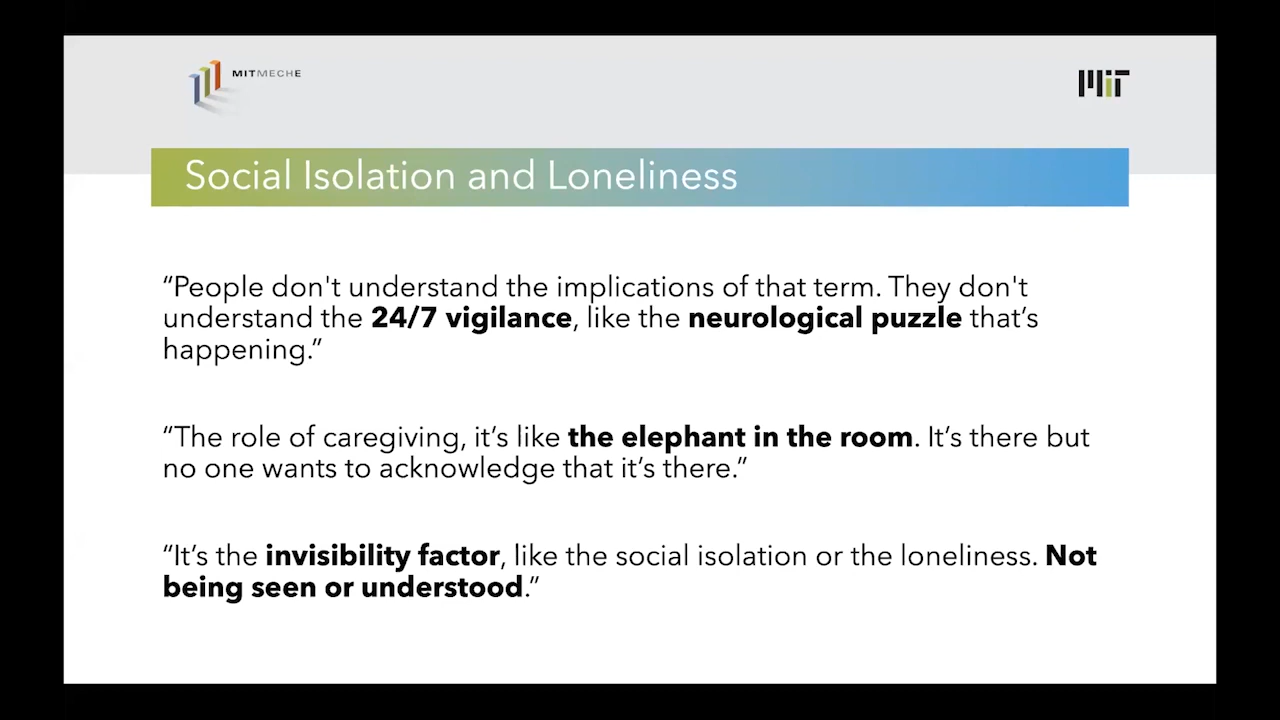 MITMECHE
MIT
Social Isolation and Loneliness
“People don't understand the implications of that term. They don't
understand the 24/7 vigilance, like the neurological puzzle that’s
happening.”
“The role of caregiving, it’s like the elephant in the room. It’s there but
no one wants to acknowledge that it’s there.”
“It’s the invisibility factor, like the social isolation or the loneliness. Not
being seen or understood.”